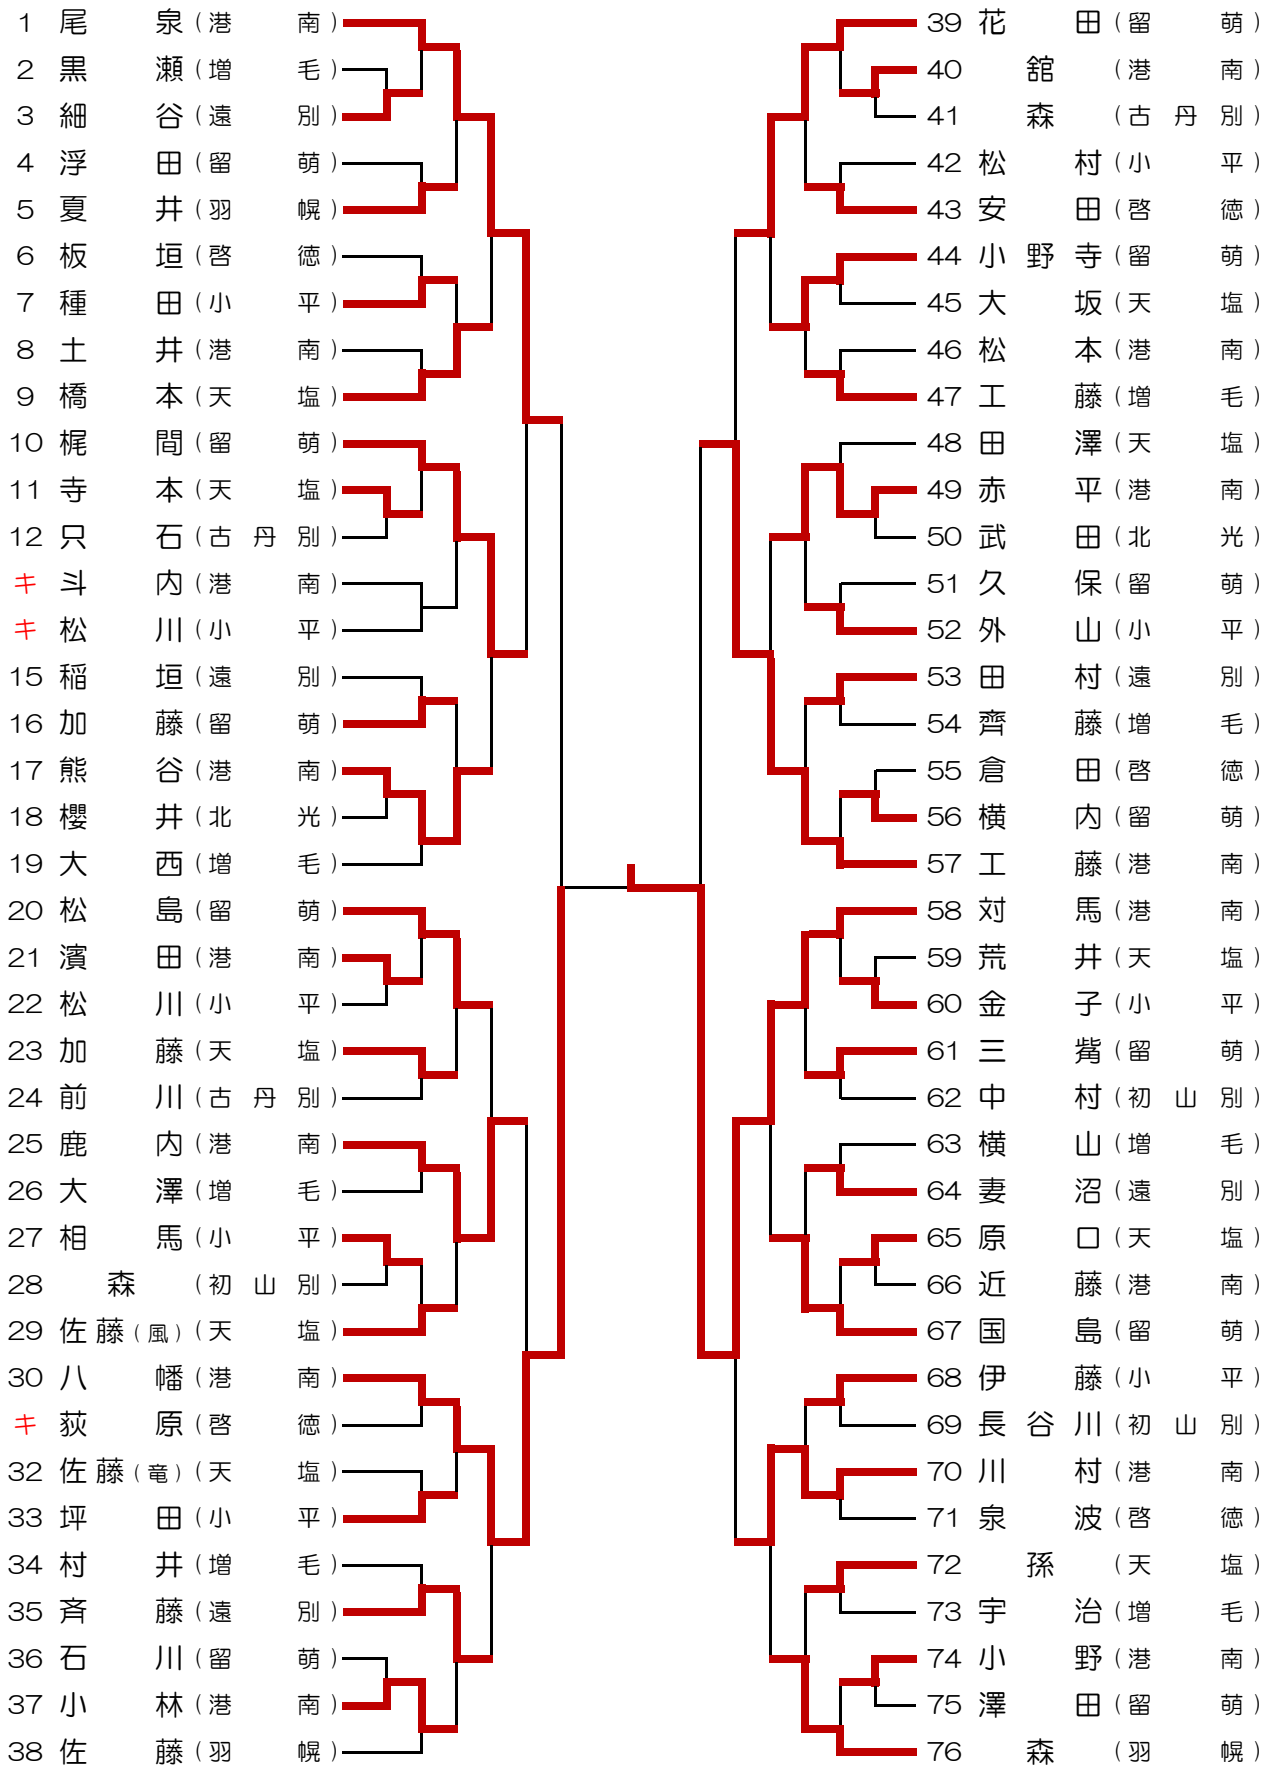 1 尾泉(港南)
2 黒瀬(増毛)
3 細谷(遠別)
4 浮田(留萌)
5 夏井(羽幌)
6 板垣(啓徳)
7 種田(小平)
8 土井(港南)
9 橋本(天塩)
10 梶間(留萌)
11 寺本(天塩)
12 只石(古丹別)
キ 斗内(港南)
キ 松川(小平)
15 稲垣(遠別)
16 加藤(留萌)
17 熊谷(港南)
18 櫻井(北光)
19 大西(増毛)
20 松島(留萌)
21 濱田(港南)
22 松川(小平)
23 加藤(天塩)
24 前川(古丹別)
25 鹿内(港南)
26 大澤(増毛)
27 相馬(小平)
28 森(初山別)
29 佐藤(風)(天塩)
30 八幡(港南)
キ 荻原(啓徳)
32 佐藤(竜)(天塩)
33 坪田(小平)
34 村井(増毛)
35 斉藤(遠別)
36 石川(留萌)
37 小林(港南)
38 佐藤(羽幌)
39 花田(留萌)
40 舘(港南)
41 森(古丹別)
42 松村(小平)
43 安田(啓徳)
44 小野寺(留萌)
45 大坂(天塩)
46 松本(港南)
47 工藤(増毛)
48 田澤(天塩)
49 赤平(港南)
50 武田(北光)
51 久保(留萌)
52 外山(小平)
53 田村(遠別)
54 齊藤(増毛)
55 倉田(啓徳)
56 横内(留萌)
57 工藤(港南)
58 対馬(港南)
59 荒井(天塩)
60 金子(小平)
61 三觜(留萌)
62 中村(初山別)
63 横山(増毛)
64 妻沼(遠別)
65 原口(天塩)
66 近藤(港南)
67 国島(留萌)
68 伊藤(小平)
69 長谷川(初山別)
70 川村(港南)
71 泉波(啓徳)
72 孫(天塩)
73 宇治(増毛)
74 小野(港南)
75 澤田(留萌)
76 森(羽幌)